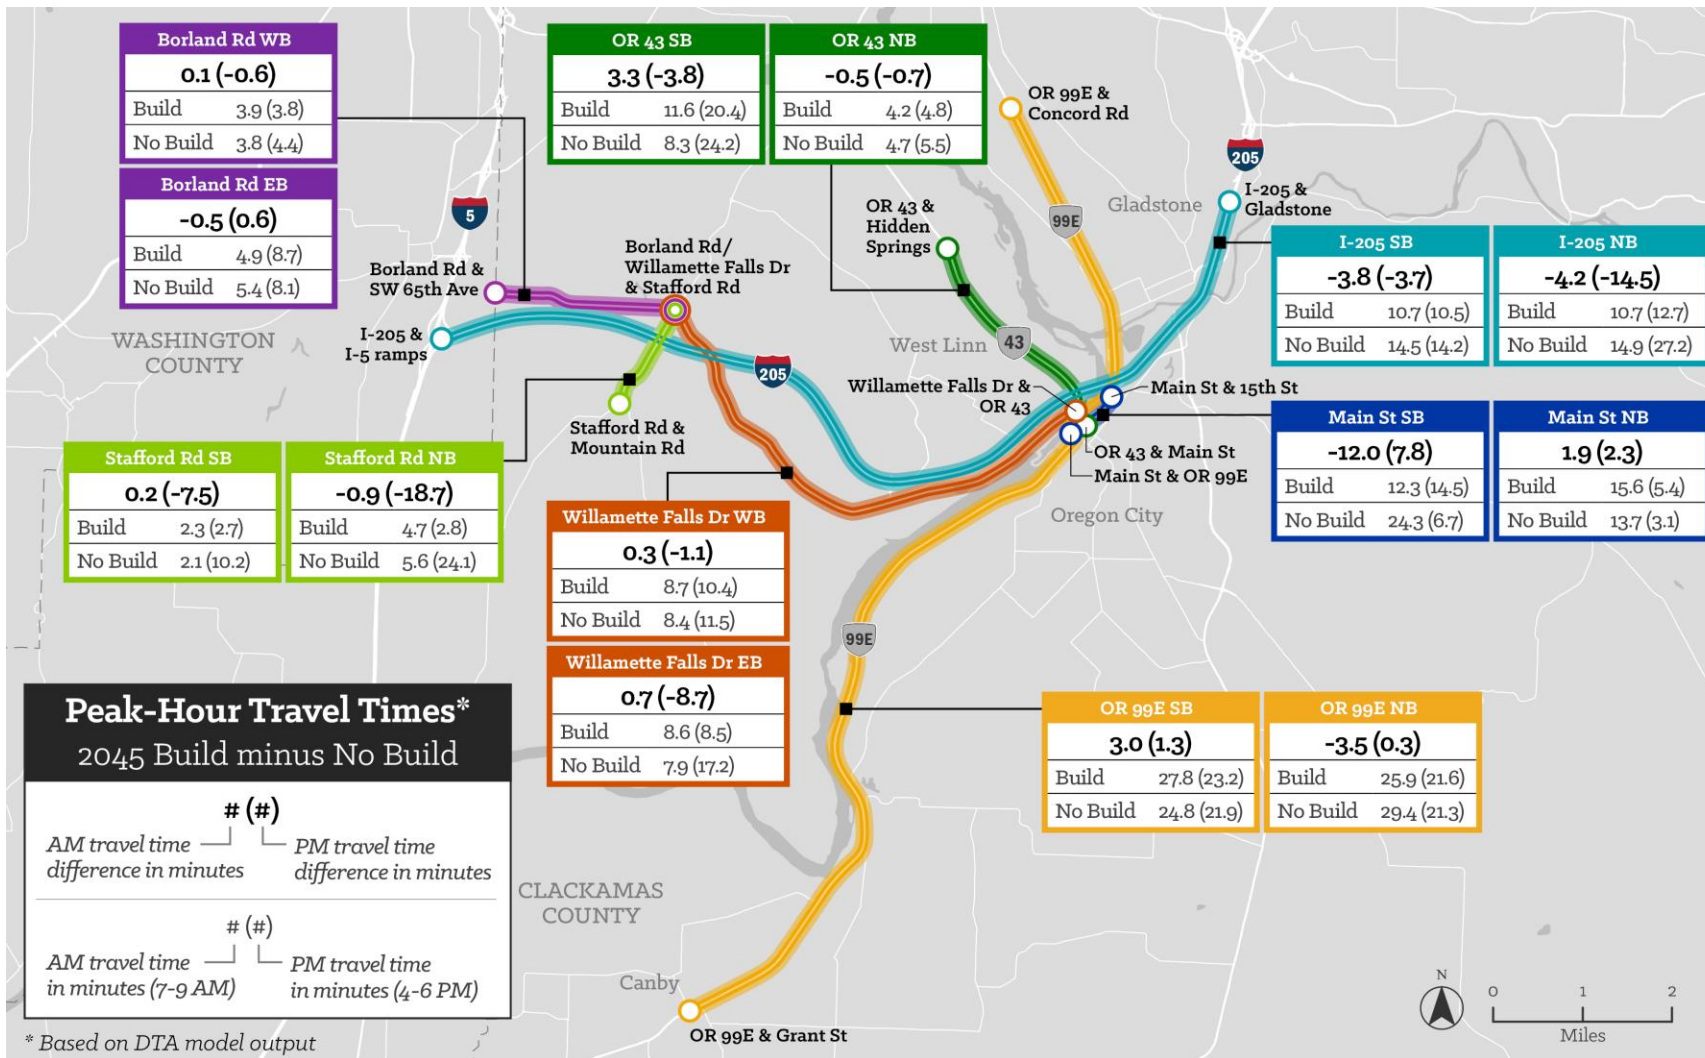 Borland Rd WB
0.1 (-0.6)
Build 3.9 (3.8)
No Build 3.8 (4.4)
Borland Rd EB
-0.5 (0.6)
Build 4.9 (8.7)
No Build 5.4 (8.1)
OR 43 SB
3.3 (-3.8)
Build 11.6 (20.4)
No Build 8.3 (24.2)
OR 43 NB
-0.5 (-0.7)
Build 4.2 (4.8)
No Build 4.7 (5.5)
OR 99E &
Concord Rd
205
I-205 &
Gladstone
Gladstone
99E
5
OR 43 &
Hidden
Springs
Borland Rd/
Willamette Falls Dr
& Stafford Rd
Borland Rd &
SW 65th Ave
I-205 &
I-5 ramps
WASHINGTON
COUNTY
West Linn
43
205
I-205 SB
-3.8 (-3.7)
Build 10.7 (10.5)
No Build 14.5 (14.2)
I-205 NB
-4.2 (-14.5)
Build 10.7 (12.7)
No Build 14.9 (27.2)
Willamette Falls Dr &
OR 43
Main St & 15th St
Stafford Rd &
Mountain Rd
OR 43 & Main St
Main St & OR 99E
Oregon City
Main St SB
-12.0 (7.8)
Build 12.3 (14.5)
No Build 24.3 (6.7)
Main St NB
1.9 (2.3)
Build 15.6 (5.4)
No Build 13.7 (3.1)
Stafford Rd SB
0.2 (-7.5)
Build 2.3 (2.7)
No Build 2.1 (10.2)
Stafford Rd NB
-0.9 (-18.7)
Build 4.7 (2.8)
No Build 5.6 (24.1)
Willamette Falls Dr WB
0.3 (-1.1)
Build 8.7 (10.4)
No Build 8.4 (11.5)
Willamette Falls Dr EB
0.7 (-8.7)
Build 8.6 (8.5)
No Build 7.9 (17.2)
99E
OR 99E SB
3.0 (1.3)
Build 27.8 (23.2)
No Build 24.8 (21.9)
OR 99E NB
-3.5 (0.3)
Build 25.9 (21.6)
No Build 29.4 (21.3)
Peak-Hour Travel Times*
2045 Build minus No Build
# (#)
AM travel time
difference in minutes
PM travel time
difference in minutes
# (#)
AM travel time
in minutes (7-9 AM)
PM travel time
in minutes (4-6 PM)
* Based on DTA model output
CLACKAMAS
COUNTY
Canby
OR 99E & Grant St
N
0 1 2
Miles